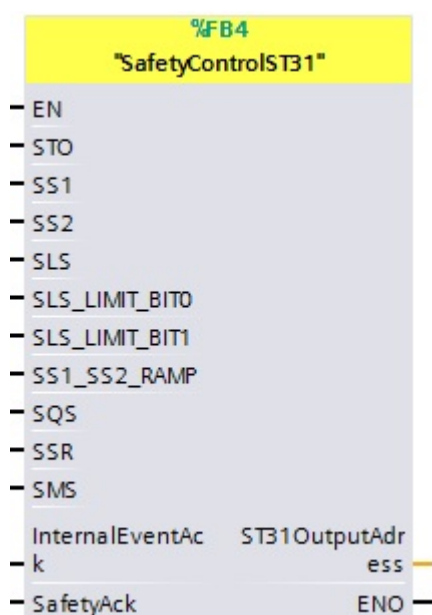 %FB4
"SafetyControlST31"
EN
STO
SS1
SS2
SLS
SLS_LIMIT_BIT0
SLS_LIMIT_BIT1
SS1_SS2_RAMP
SQS
SSR
SMS
InternalEventAc ST31OutputAdr
k ess
SafetyAck ENO